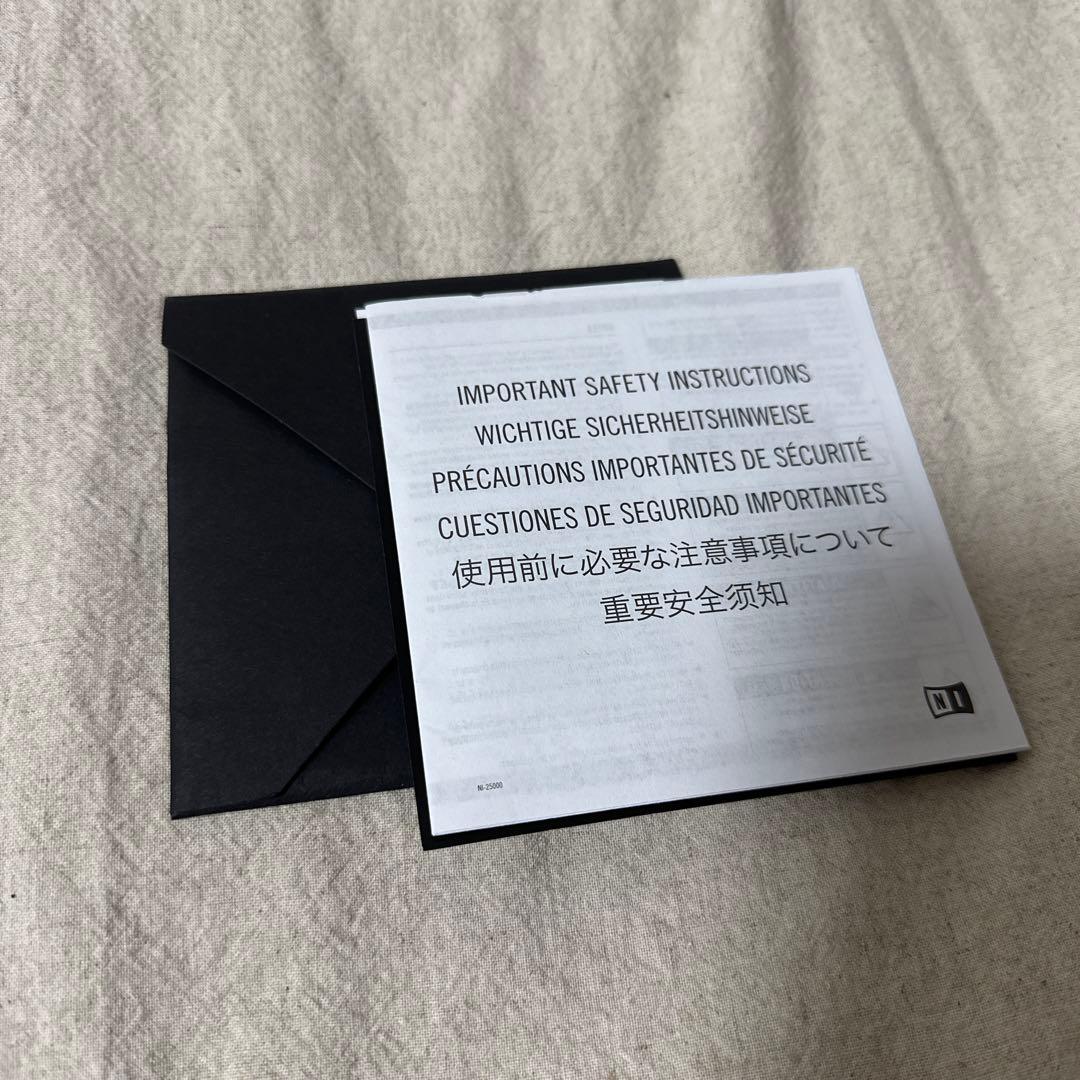 IMPORTANT SAFETY INSTRUCTIONS
WICHTIGE SICHERHEITSHINWEISE
PRÉCAUTIONS IMPORTANTES DE SÉCURITÉ
CUESTIONES DE SEGURIDAD IMPORTANTES
使用前に必要な注意事項について
重要安全须知
NI
NI-25000